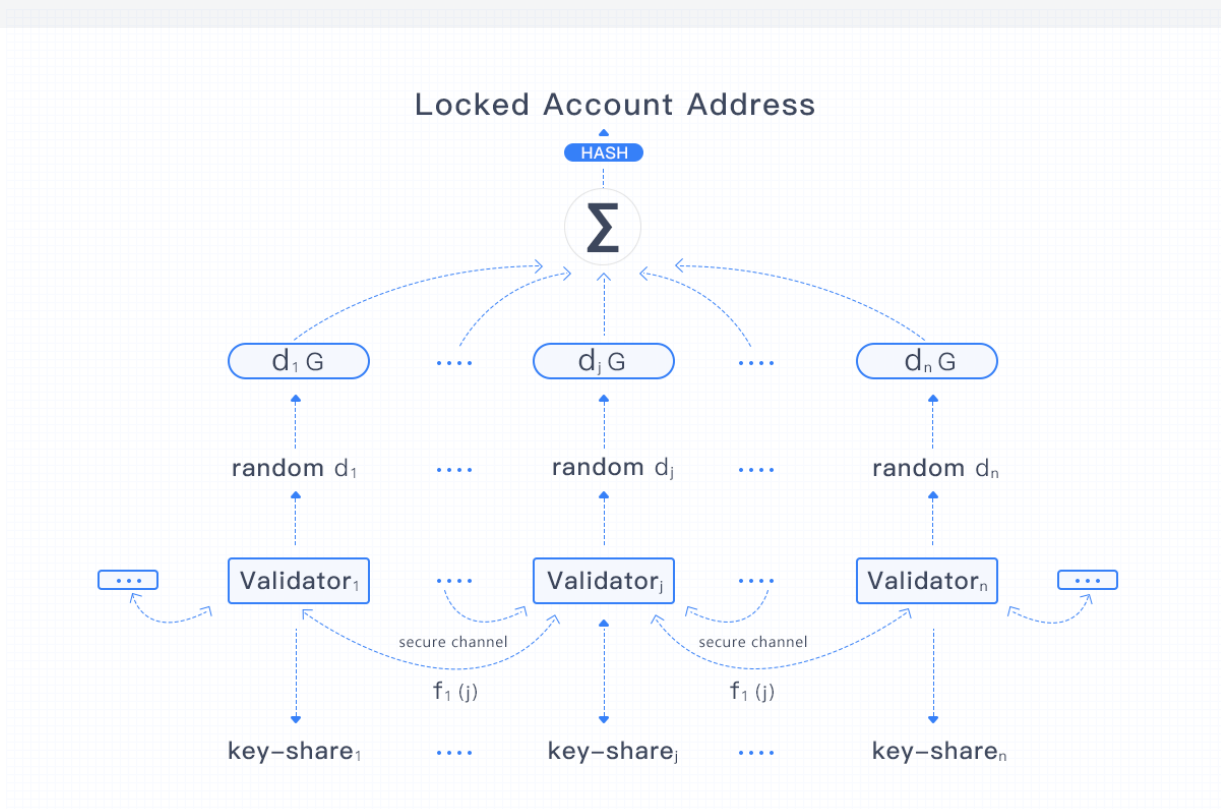 Locked Account Address
HASH
Σ
d₁ G .... dⱼ G .... dₙ G
random d₁ .... random dⱼ .... random dₙ
... Validator₁ .... Validatorⱼ .... Validatorₙ ...
secure channel secure channel
f₁ (j) f₁ (j)
key-share₁ .... key-shareⱼ .... key-shareₙ